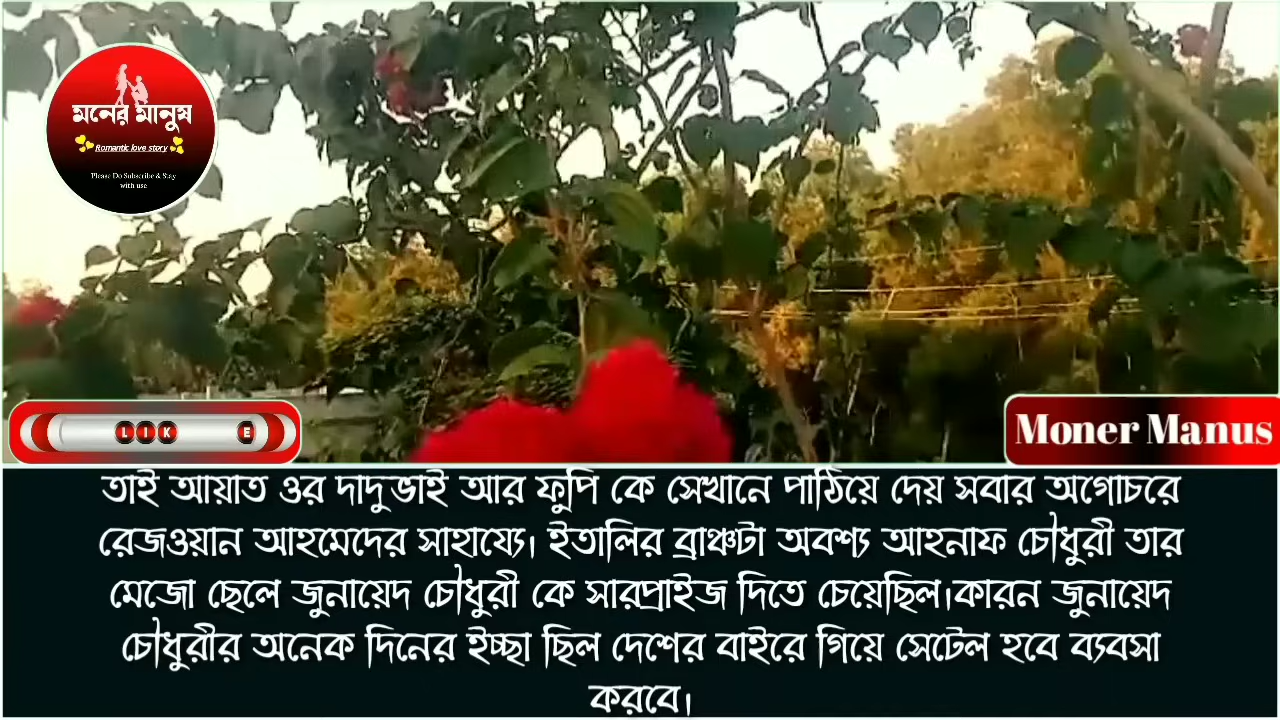 মনের মানুষ
Romantic love story
Please Do Subscribe & Stay
with use
LIK E
Moner Manus
তাই আয়াত ওর দাদুভাই আর ফুপি কে সেখানে পাঠিয়ে দেয় সবার অগোচরে
রেজওয়ান আহমেদের সাহায্যে। ইতালির ব্রাঞ্চটা অবশ্য আহনাফ চৌধুরী তার
মেজো ছেলে জুনায়েদ চৌধুরী কে সারপ্রাইজ দিতে চেয়েছিল।কারন জুনায়েদ
চৌধুরীর অনেক দিনের ইচ্ছা ছিল দেশের বাইরে গিয়ে সেটেল হবে ব্যবসা
করবে।